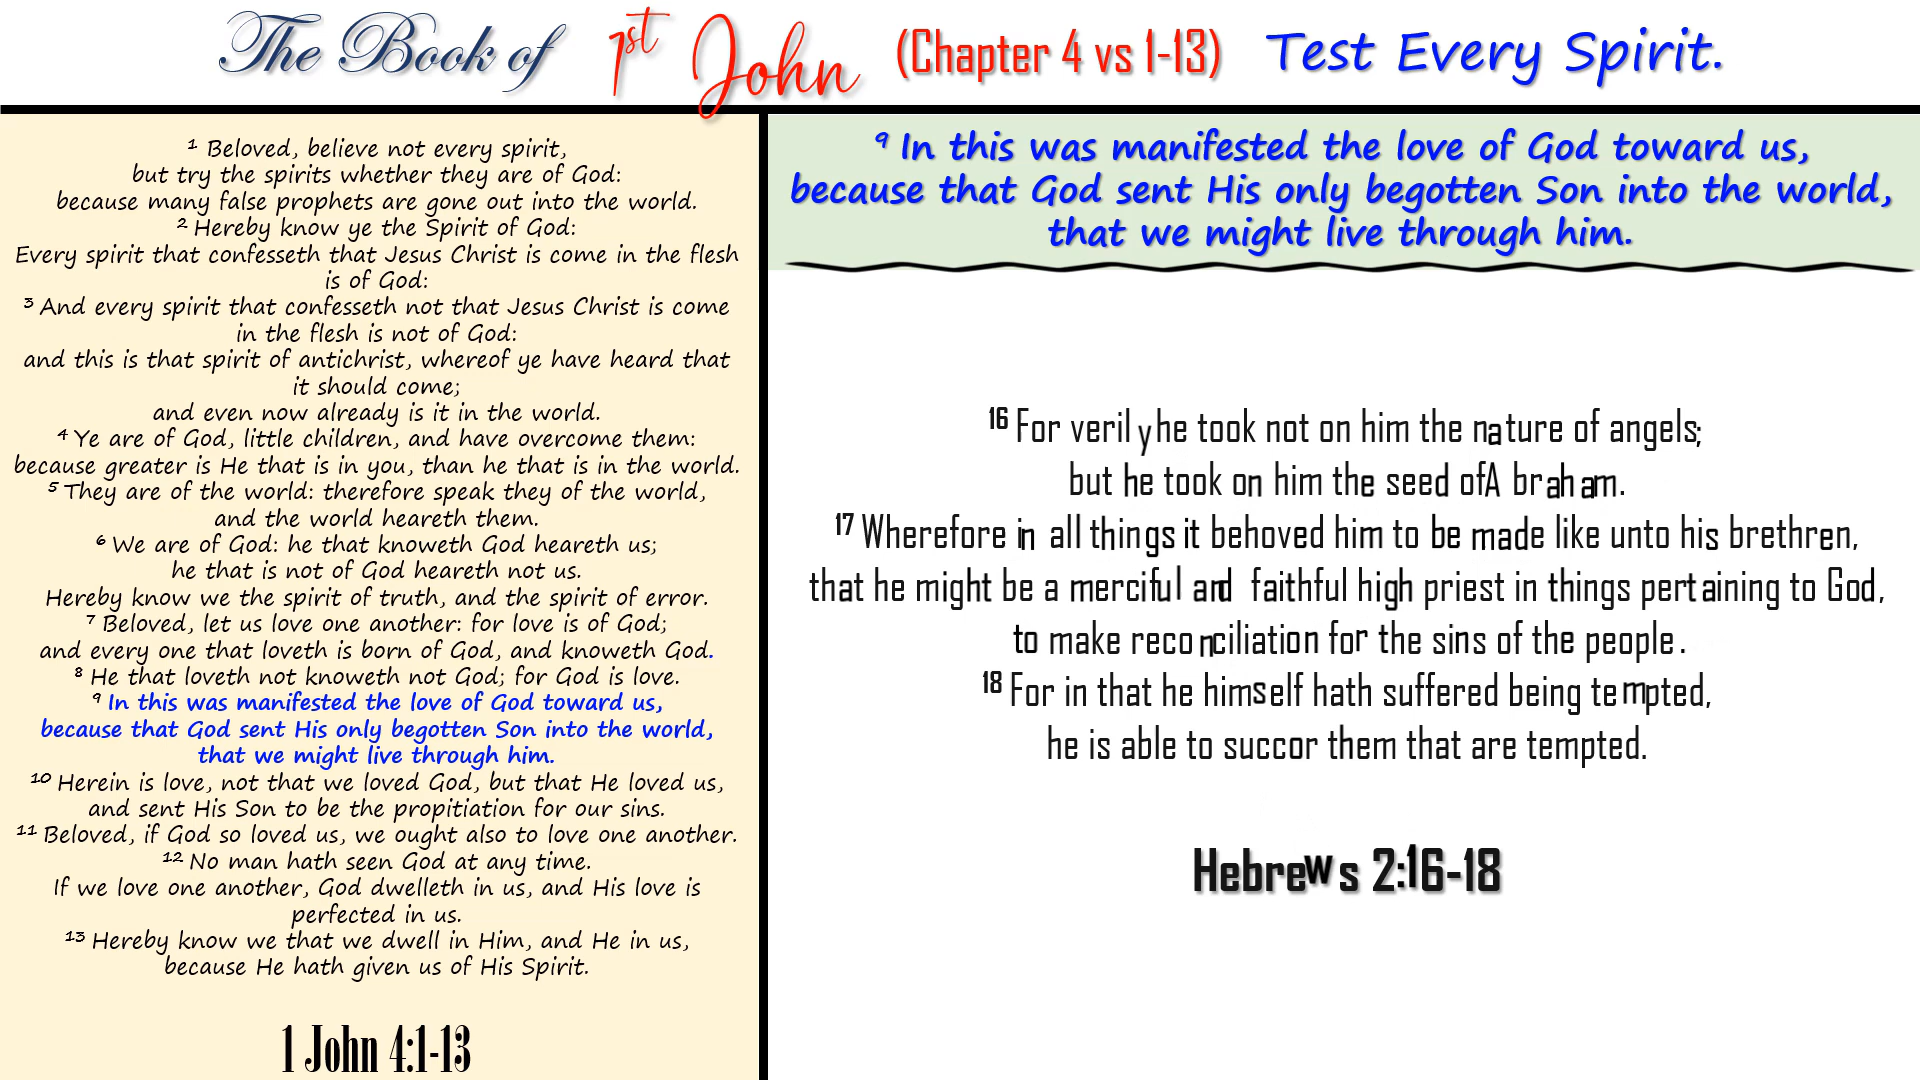 The Book of 1st John (Chapter 4 vs 1-13) Test Every Spirit.
1 Beloved, believe not every spirit,
but try the spirits whether they are of God:
because many false prophets are gone out into the world.
2 Hereby know ye the Spirit of God:
Every spirit that confesseth that Jesus Christ is come in the flesh
is of God:
3 And every spirit that confesseth not that Jesus Christ is come
in the flesh is not of God:
and this is that spirit of antichrist, whereof ye have heard that
it should come;
and even now already is it in the world.
4 Ye are of God, little children, and have overcome them:
because greater is He that is in you, than he that is in the world.
5 They are of the world: therefore speak they of the world,
and the world heareth them.
6 We are of God: he that knoweth God heareth us;
he that is not of God heareth not us.
Hereby know we the spirit of truth, and the spirit of error.
7 Beloved, let us love one another: for love is of God;
and every one that loveth is born of God, and knoweth God.
8 He that loveth not knoweth not God; for God is love.
9 In this was manifested the love of God toward us,
because that God sent His only begotten Son into the world,
that we might live through him.
10 Herein is love, not that we loved God, but that He loved us,
and sent His Son to be the propitiation for our sins.
11 Beloved, if God so loved us, we ought also to love one another.
12 No man hath seen God at any time.
If we love one another, God dwelleth in us, and His love is
perfected in us.
13 Hereby know we that we dwell in Him, and He in us,
because He hath given us of His Spirit.
1 John 4:1-13
9 In this was manifested the love of God toward us,
because that God sent His only begotten Son into the world,
that we might live through him.
16 For verily he took not on him the nature of angels;
but he took on him the seed of Abraham.
17 Wherefore in all things it behoved him to be made like unto his brethren,
that he might be a merciful and faithful high priest in things pertaining to God,
to make reconciliation for the sins of the people.
18 For in that he himself hath suffered being tempted,
he is able to succor them that are tempted.
Hebrews 2:16-18